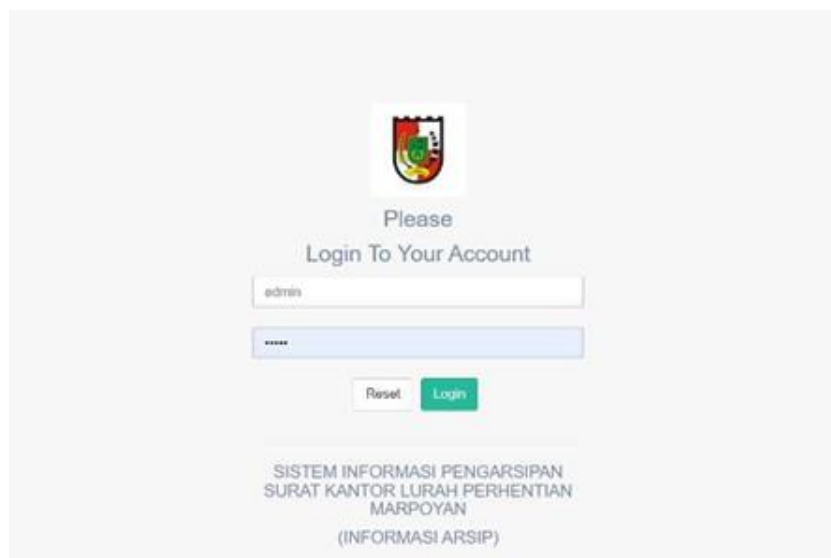 Please
Login To Your Account
admin
•••••
Reset
Login
SISTEM INFORMASI PENGARSIPAN
SURAT KANTOR LURAH PERHENTIAN
MARPOYAN
(INFORMASI ARSIP)